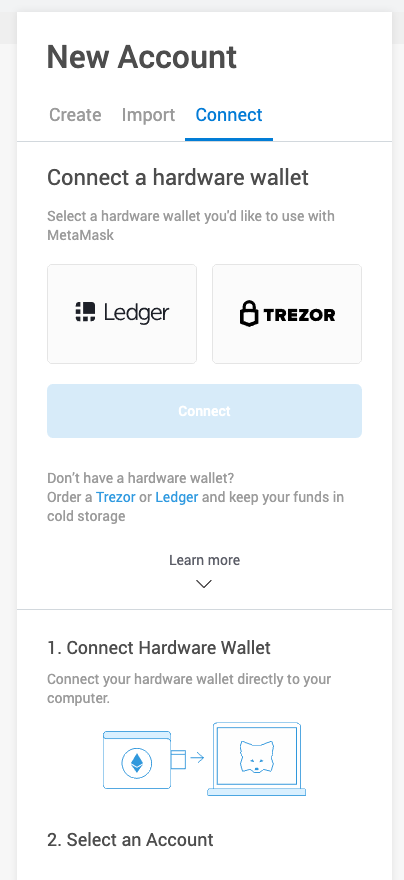 New Account
Create Import Connect
Connect a hardware wallet
Select a hardware wallet you'd like to use with
MetaMask
Ledger TREZOR
Connect
Don't have a hardware wallet?
Order a Trezor or Ledger and keep your funds in
cold storage
Learn more
1. Connect Hardware Wallet
Connect your hardware wallet directly to your
computer.
2. Select an Account